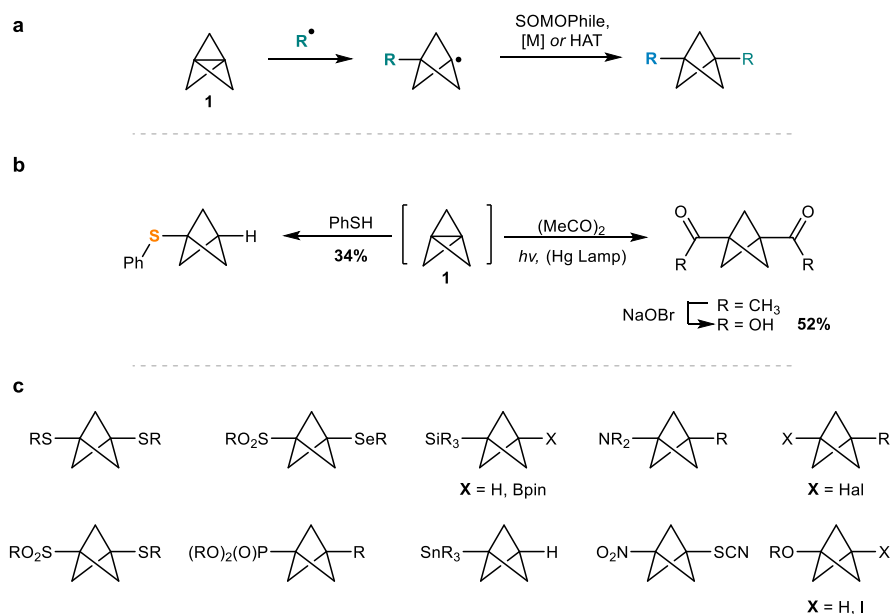 a
R•
SOMOPhile,
[M] or HAT
R
R
R
1
b
PhSH
34%
(MeCO)2
hv, (Hg Lamp)
1
S
Ph
H
O
O
R
R
NaOBr
R = CH3
R = OH 52%
c
RS
SR
RO2S
SeR
SiR3
X
NR2
R
X
R
X = H, Bpin
X = Hal
RO2S
SR
(RO)2(O)P
R
SnR3
H
O2N
SCN
RO
X
X = H, I